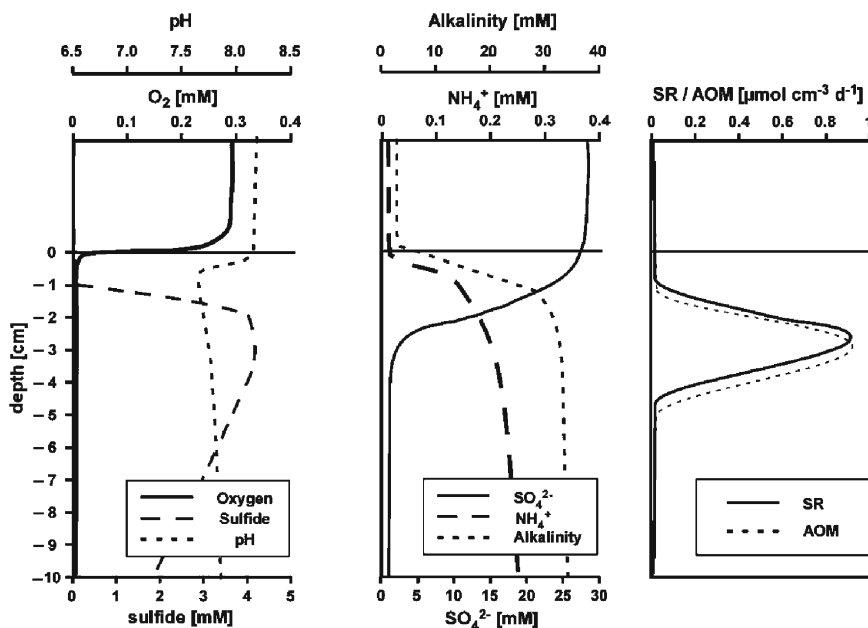 pH
6.5 7.0 7.5 8.0 8.5
O₂ [mM]
0 0.1 0.2 0.3 0.4
0
–1
–2
–3
–4
–5
–6
–7
–8
–9
–10
depth [cm]
Oxygen
Sulfide
pH
0 1 2 3 4 5
sulfide [mM]
Alkalinity [mM]
0 10 20 30 40
NH₄⁺ [mM]
0 0.1 0.2 0.3 0.4
SO₄²⁻
NH₄⁺
Alkalinity
0 5 10 15 20 25 30
SO₄²⁻ [mM]
SR / AOM [µmol cm⁻³ d⁻¹]
0 0.2 0.4 0.6 0.8 1
SR
AOM